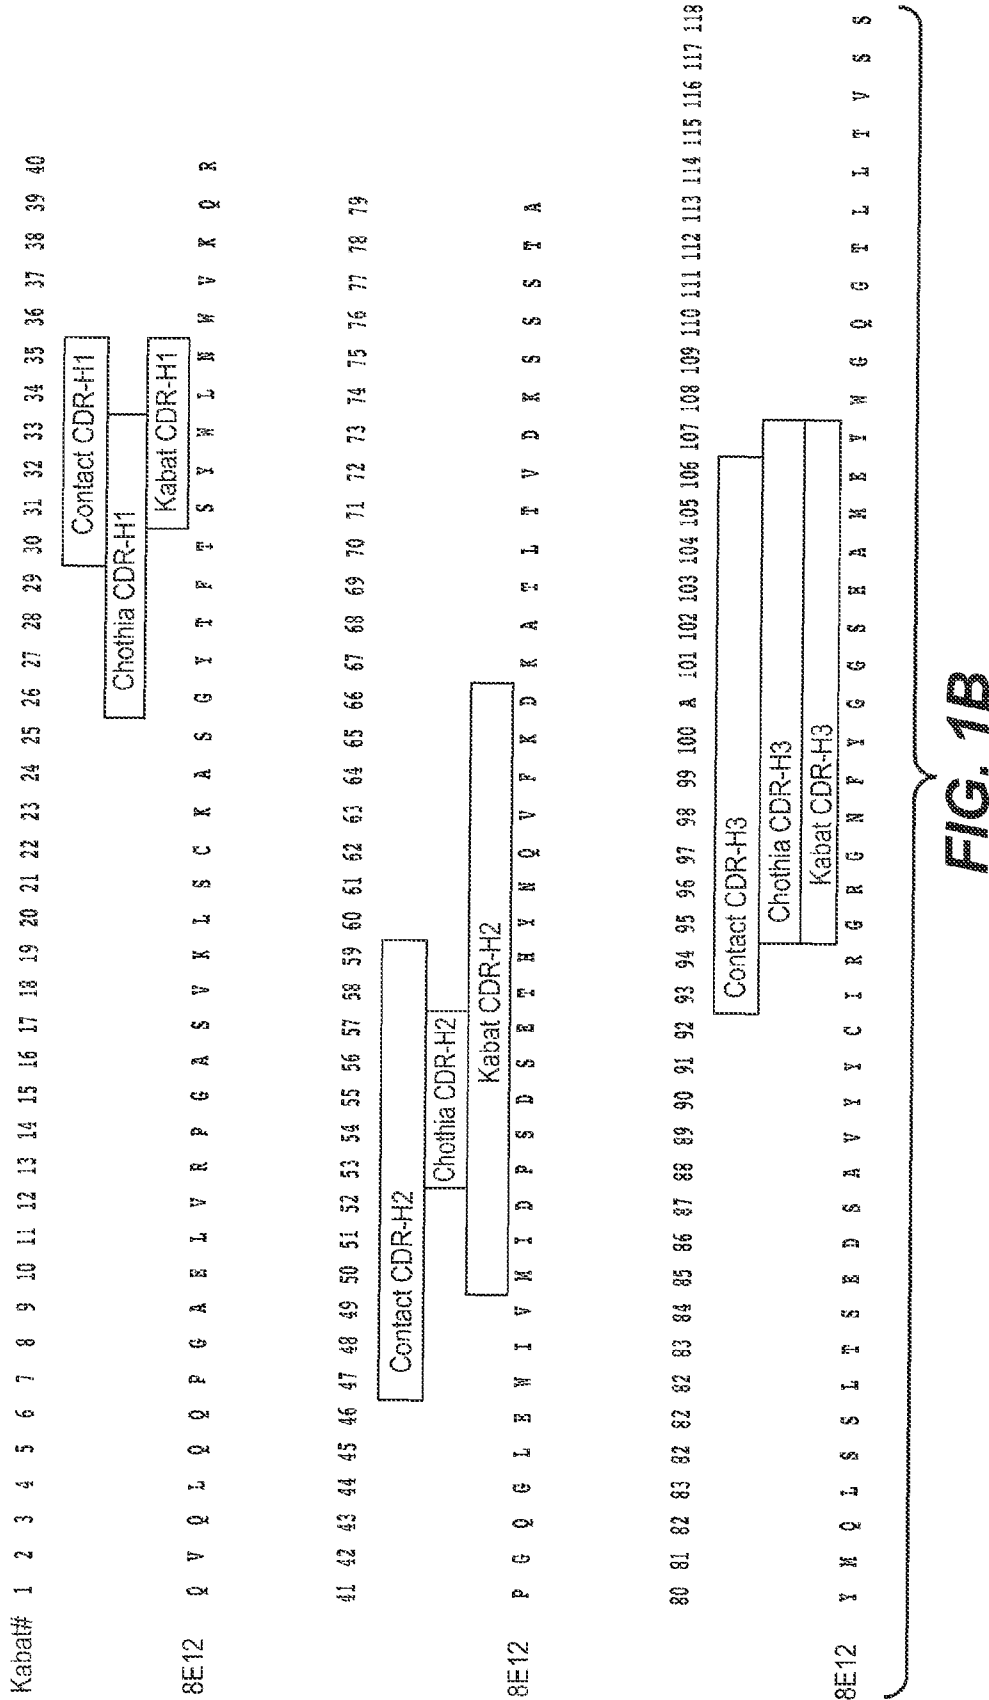 Kabat# 1 2 3 4 5 6 7 8 9 10 11 12 13 14 15 16 17 18 19 20 21 22 23 24 25 26 27 28 29 30 31 32 33 34 35 36 37 38 39 40
Contact CDR-H1
Chothia CDR-H1
Kabat CDR-H1
8E12 Q V Q L Q Q P G A E L V R P G A S V K L S C K A S G Y T F T S Y W L N W V K Q R
41 42 43 44 45 46 47 48 49 50 51 52 53 54 55 56 57 58 59 60 61 62 63 64 65 66 67 68 69 70 71 72 73 74 75 76 77 78 79
Contact CDR-H2
Chothia CDR-H2
Kabat CDR-H2
8E12 P G Q G L E W I V M I D P S D S E T H Y N Q V F K D K A T L T V D K S S S T A
80 81 82 83 82 82 82 83 84 85 86 87 88 89 90 91 92 93 94 95 96 97 98 99 100 A 101 102 103 104 105 106 107 108 109 110 111 112 113 114 115 116 117 118
Contact CDR-H3
Chothia CDR-H3
Kabat CDR-H3
8E12 Y M Q L S S L T S E D S A V Y Y C I R G R G N F Y G G S H A M E Y W G Q G T L L T V S S
FIG. 1B